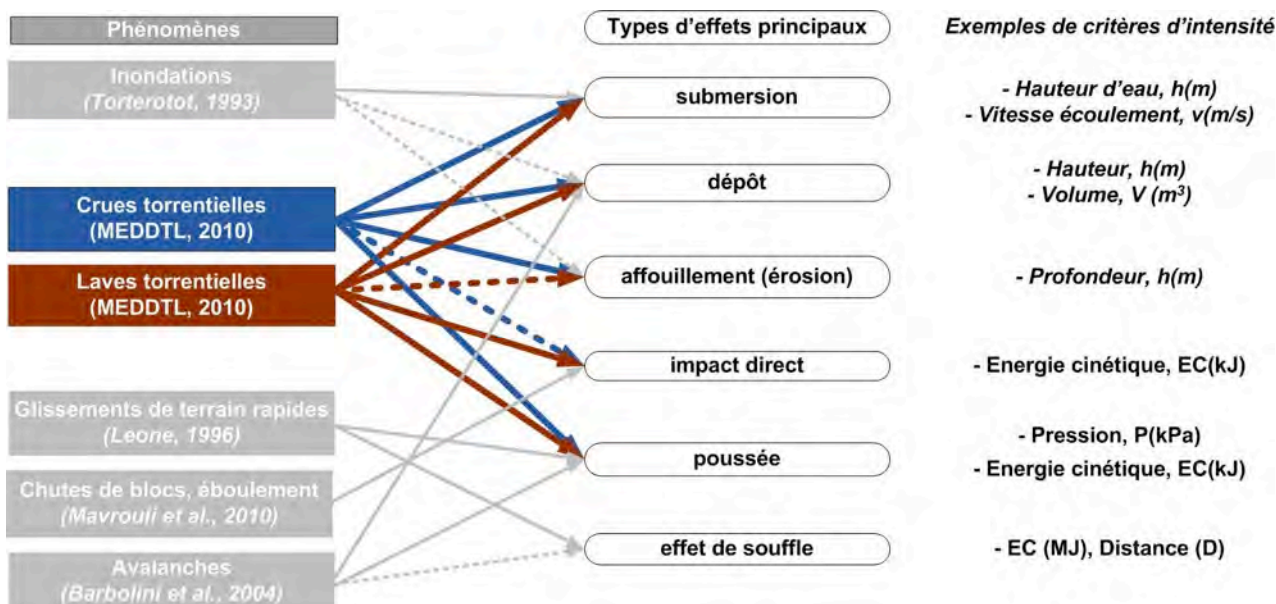 Phénomènes
Types d'effets principaux
Exemples de critères d'intensité
Inondations
(Torterotot, 1993)
submersion
- Hauteur d'eau, h(m)
- Vitesse écoulement, v(m/s)
Crues torrentielles
(MEDDTL, 2010)
dépôt
- Hauteur, h(m)
- Volume, V (m³)
Laves torrentielles
(MEDDTL, 2010)
affouillement (érosion)
- Profondeur, h(m)
impact direct
- Energie cinétique, EC(kJ)
Glissements de terrain rapides
(Leone, 1996)
poussée
- Pression, P(kPa)
- Energie cinétique, EC(kJ)
Chutes de blocs, éboulement
(Mavrouli et al., 2010)
effet de souffle
- EC (MJ), Distance (D)
Avalanches
(Barbolini et al., 2004)